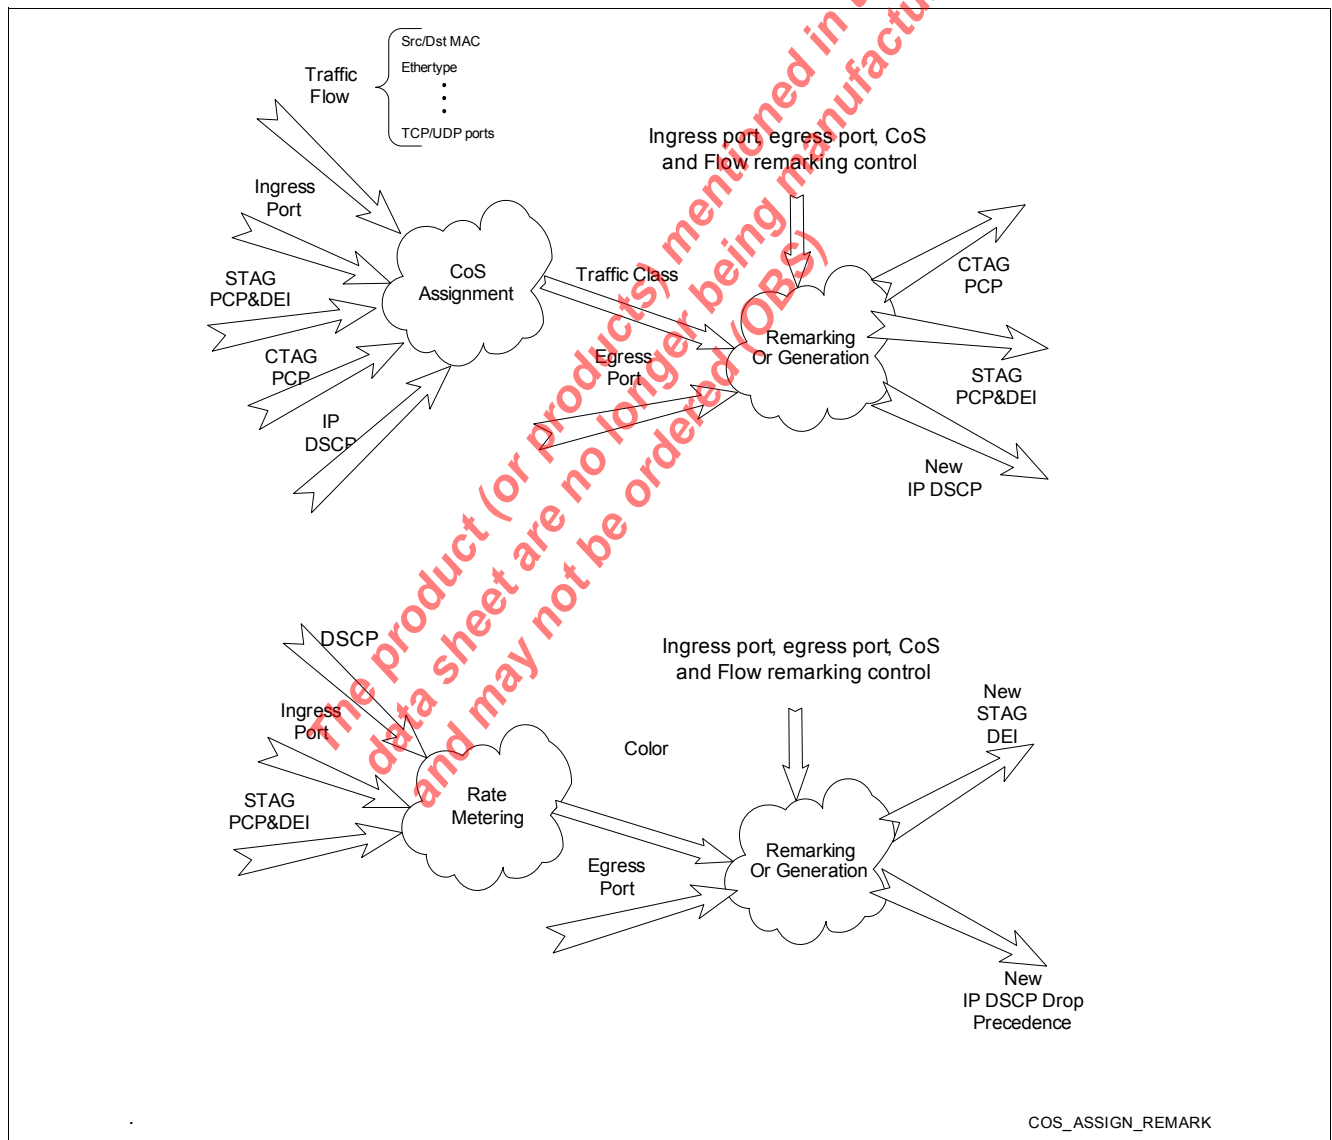 Src/Dst MAC
Ethertype
TCP/UDP ports
Traffic
Flow
Ingress port, egress port, CoS
and Flow remarking control
Ingress
Port
STAG
PCP&DEI
CTAG
PCP
IP
DSCP
CoS
Assignment
Traffic Class
Egress
Port
Remarking
Or Generation
CTAG
PCP
STAG
PCP&DEI
New
IP DSCP
DSCP
Ingress
Port
STAG
PCP&DEI
Rate
Metering
Color
Ingress port, egress port, CoS
and Flow remarking control
Egress
Port
Remarking
Or Generation
New
STAG
DEI
New
IP DSCP Drop
Precedence
.
COS_ASSIGN_REMARK
The product (or products) mentioned in
data sheet are no longer being
and may not be ordered (OBS)